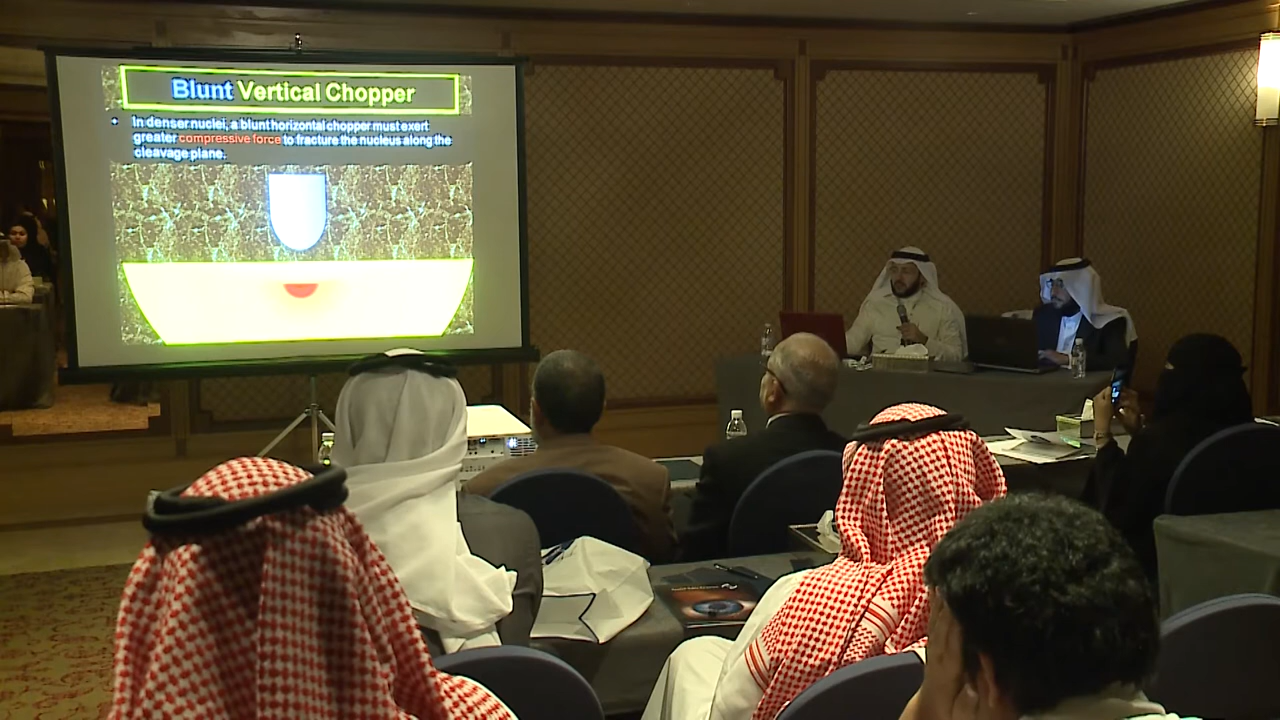 Blunt Vertical Chopper
+ In denser nuclei, a blunt horizontal chopper must exert
greater compressive force to fracture the nucleus along the
cleavage plane.